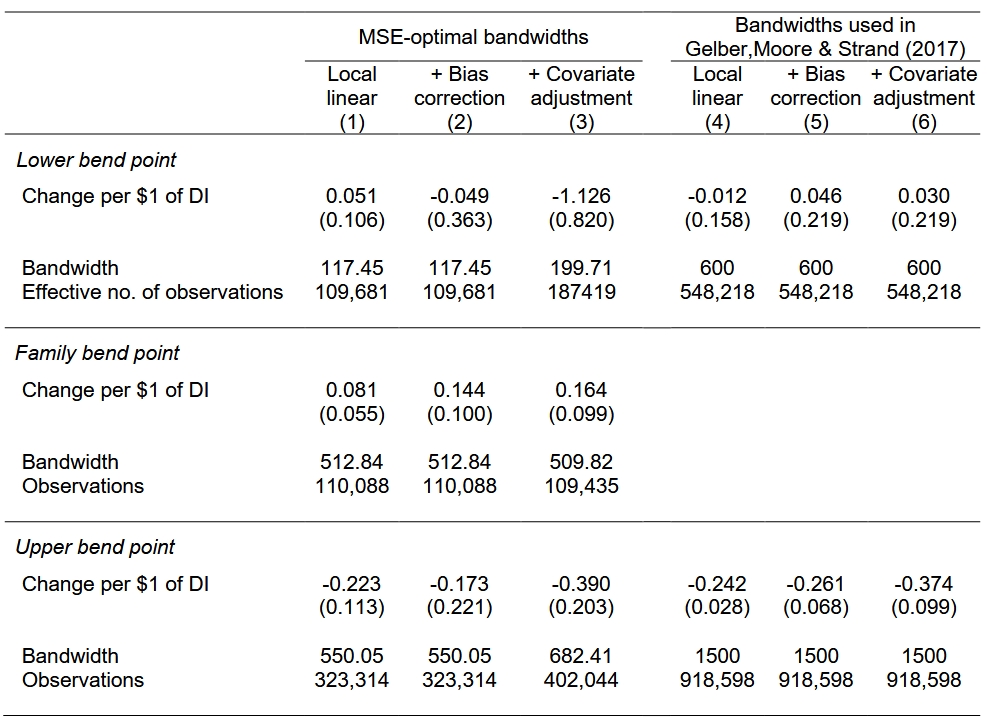 MSE-optimal bandwidths Bandwidths used in
Gelber,Moore & Strand (2017)
Local + Bias + Covariate Local + Bias + Covariate
linear correction adjustment linear correction adjustment
(1) (2) (3) (4) (5) (6)
Lower bend point
Change per $1 of DI 0.051 -0.049 -1.126 -0.012 0.046 0.030
(0.106) (0.363) (0.820) (0.158) (0.219) (0.219)
Bandwidth 117.45 117.45 199.71 600 600 600
Effective no. of observations 109,681 109,681 187419 548,218 548,218 548,218
Family bend point
Change per $1 of DI 0.081 0.144 0.164
(0.055) (0.100) (0.099)
Bandwidth 512.84 512.84 509.82
Observations 110,088 110,088 109,435
Upper bend point
Change per $1 of DI -0.223 -0.173 -0.390 -0.242 -0.261 -0.374
(0.113) (0.221) (0.203) (0.028) (0.068) (0.099)
Bandwidth 550.05 550.05 682.41 1500 1500 1500
Observations 323,314 323,314 402,044 918,598 918,598 918,598